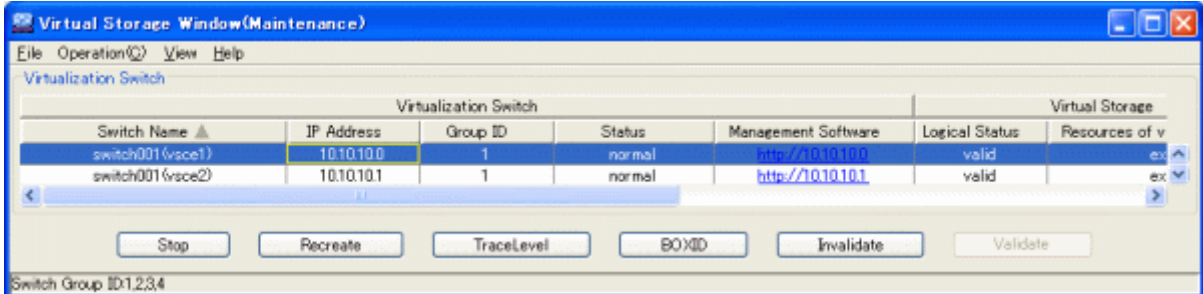 Virtual Storage Window(Maintenance)
File Operation(C) View Help
Virtualization Switch
Virtualization Switch Virtual Storage
Switch Name IP Address Group ID Status Management Software Logical Status Resources of v
switch001(vsce1) 10.10.10.0 1 normal http://10.10.10.0 valid ex
switch001(vsce2) 10.10.10.1 1 normal http://10.10.10.1 valid ex
Stop Recreate TraceLevel BOXID Invalidate Validate
Switch Group ID:1,2,3,4